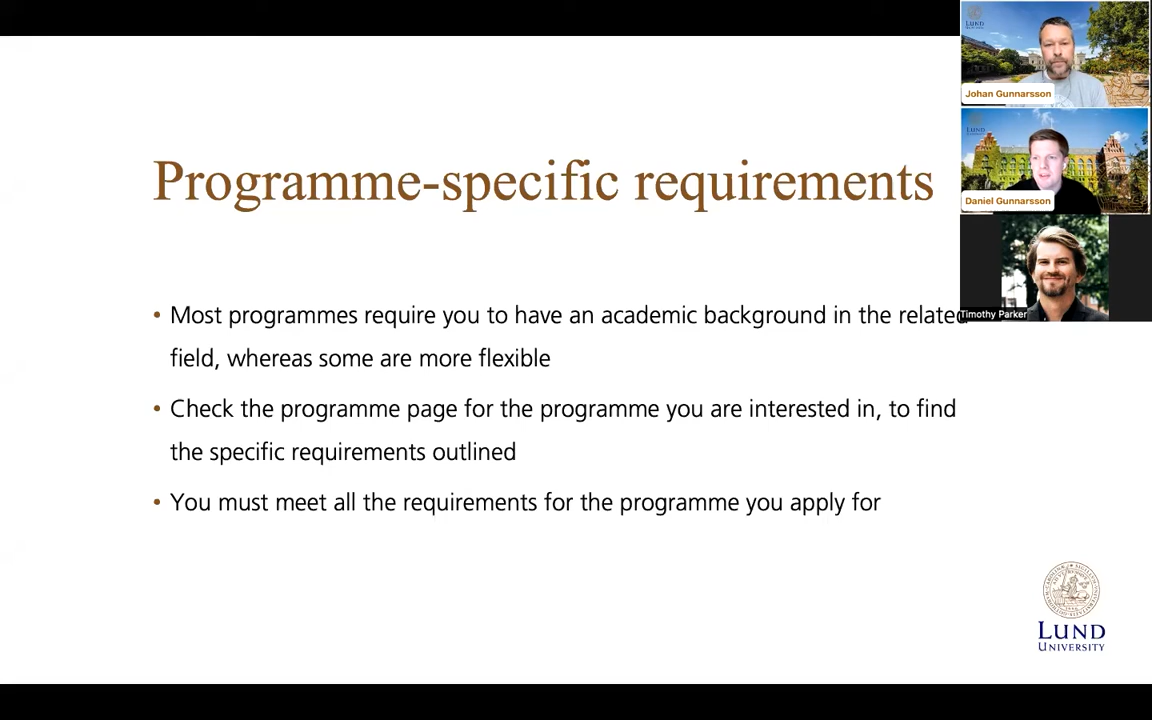 Programme-specific requirements
• Most programmes require you to have an academic background in the related
field, whereas some are more flexible
• Check the programme page for the programme you are interested in, to find
the specific requirements outlined
• You must meet all the requirements for the programme you apply for
LUND
Johan Gunnarsson
LUND
Daniel Gunnarsson
Timothy Parker
LUND
UNIVERSITY